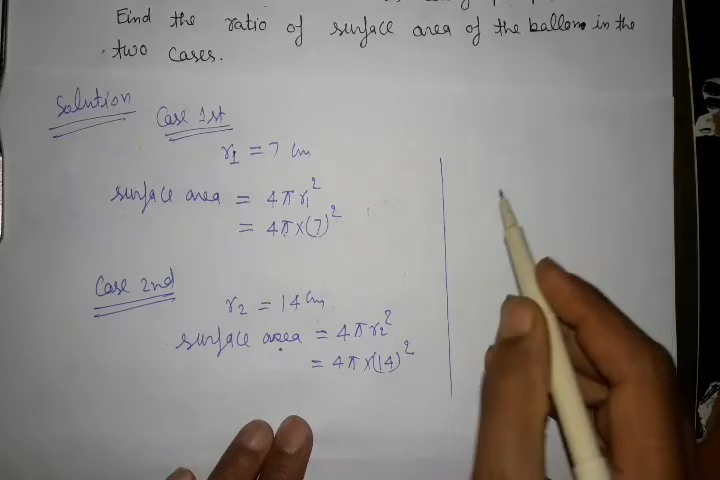 Find the ratio of surface area of the balloon in the
two cases.
Solution
Case 1st
r₁ = 7 cm
surface area = 4πr₁²
= 4π×(7)²
Case 2nd
r₂ = 14 cm
surface area = 4πr₂²
= 4π×(14)²